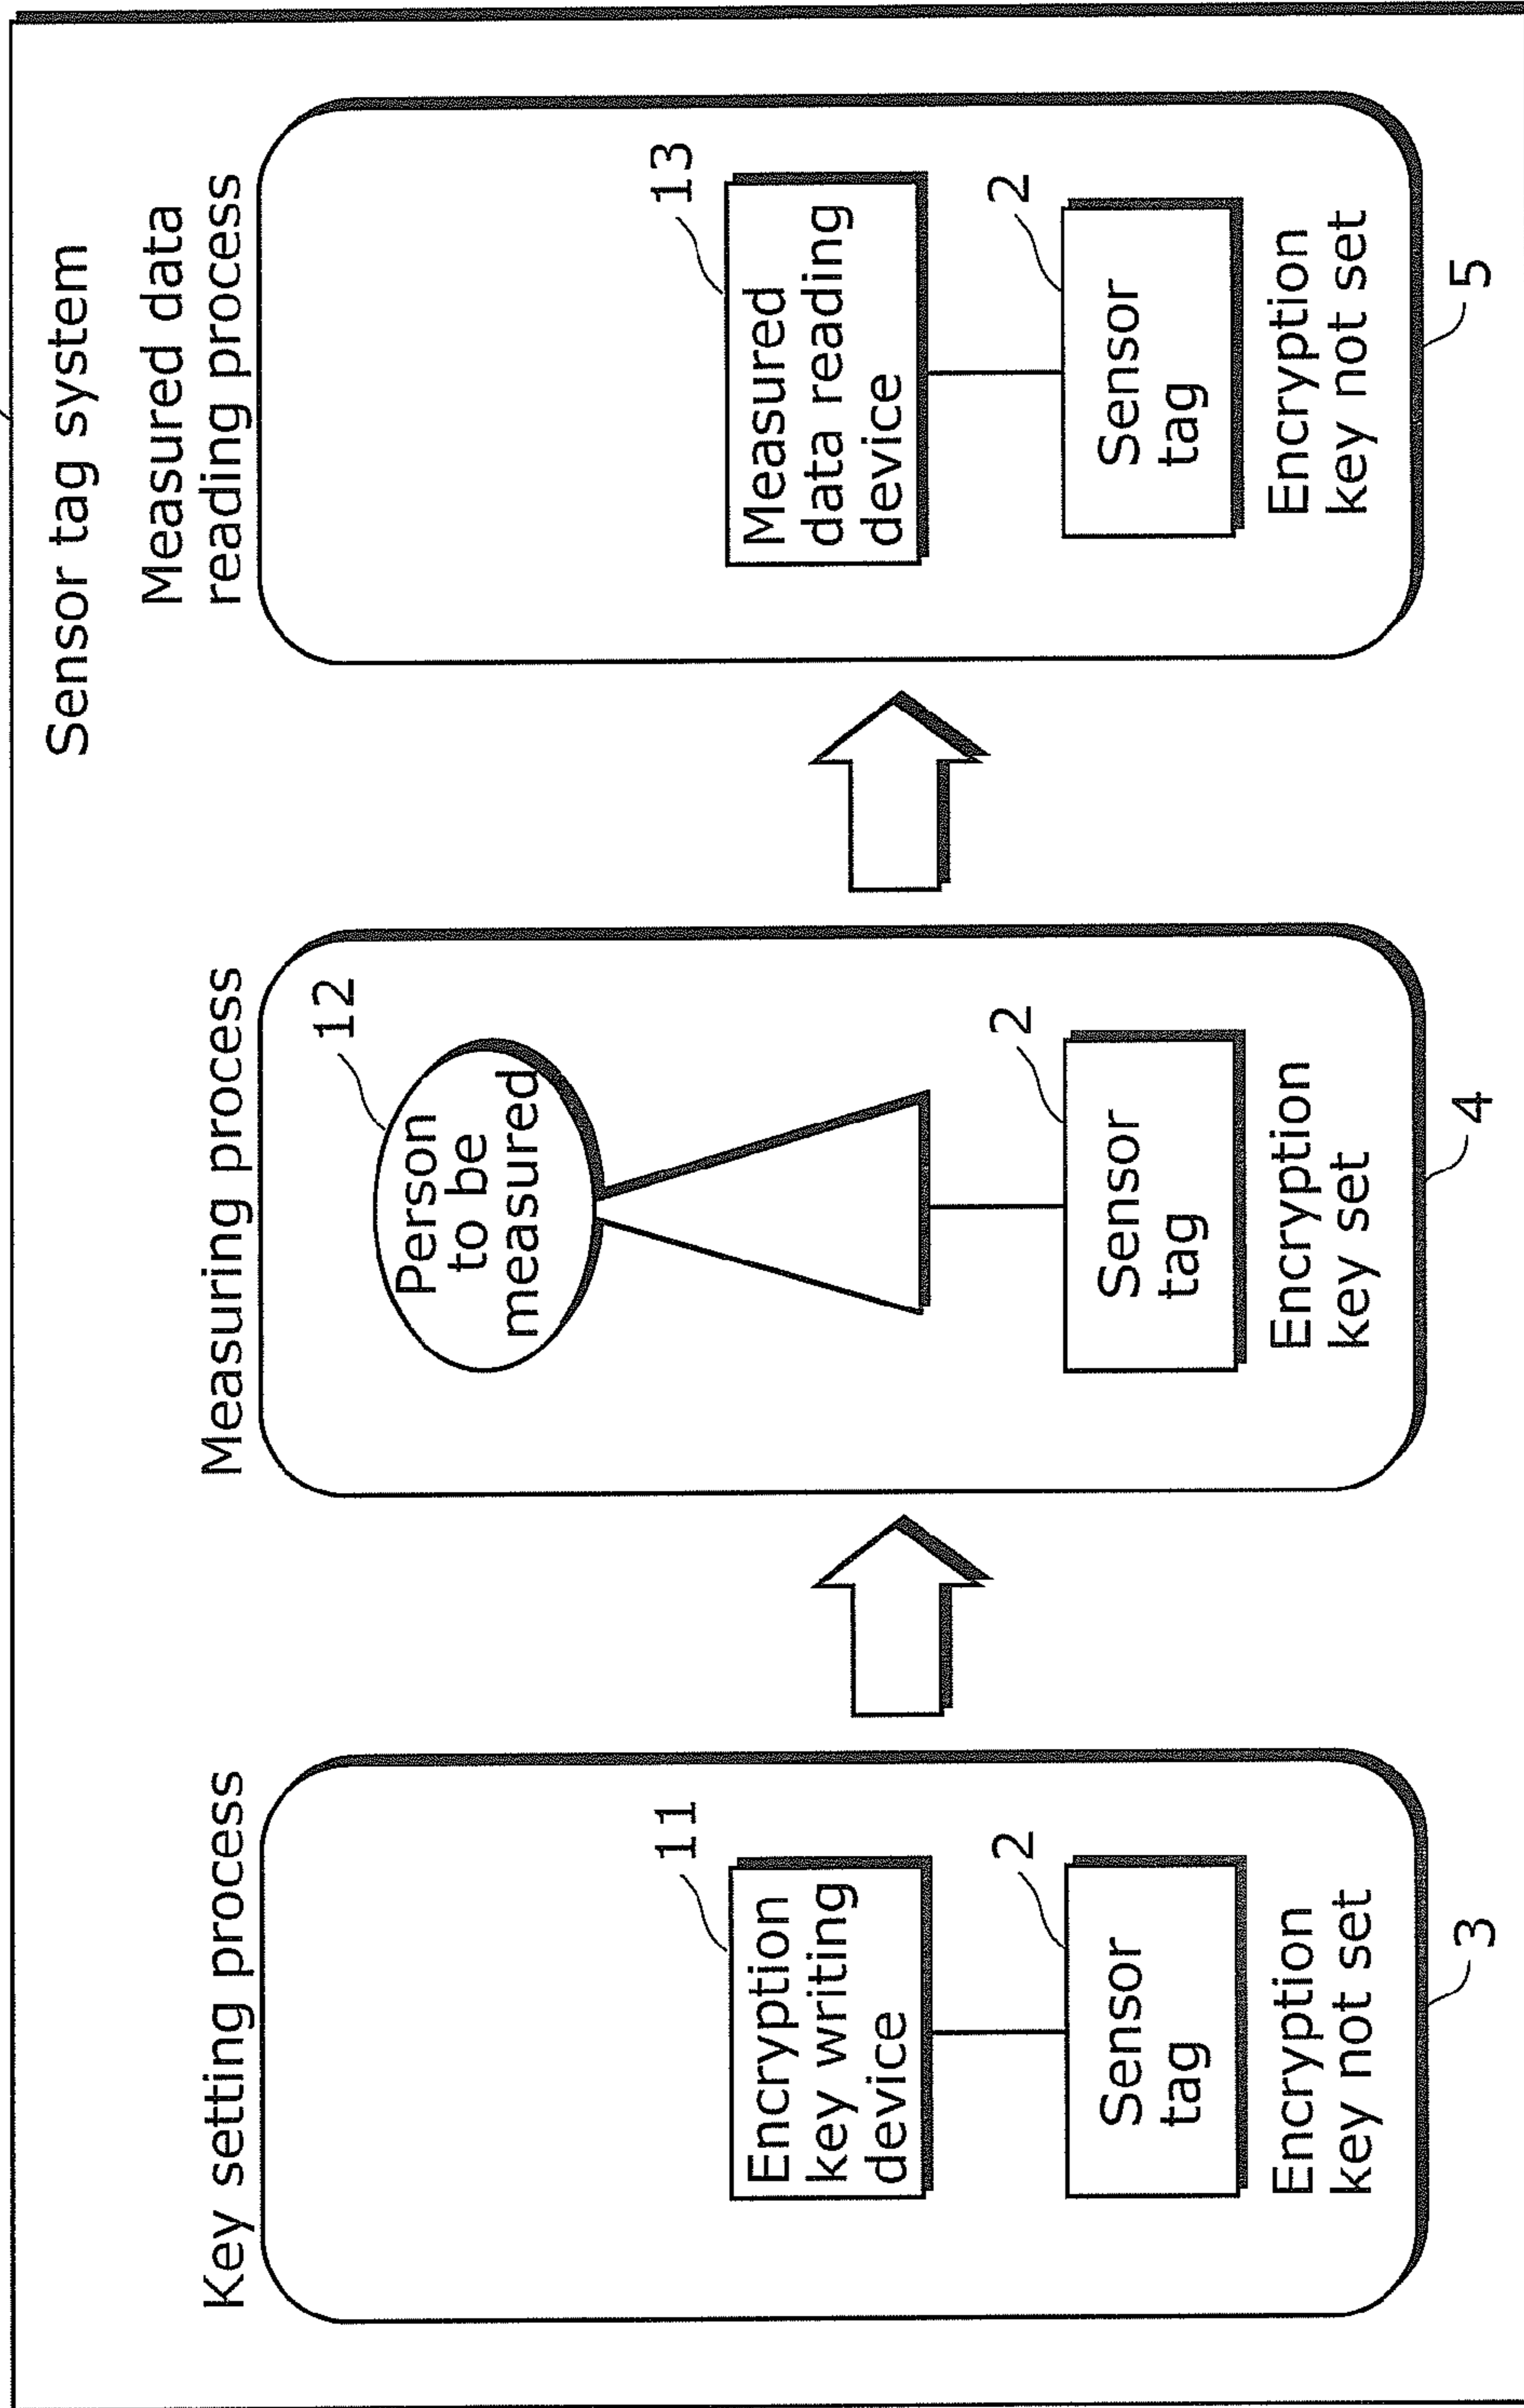 Sensor tag system
Key setting process
11
Encryption
key writing
device
2
Sensor
tag
Encryption
key not set
3
Measuring process
12
Person
to be
measured
2
Sensor
tag
Encryption
key set
4
Measured data
reading process
13
Measured
data reading
device
2
Sensor
tag
Encryption
key not set
5